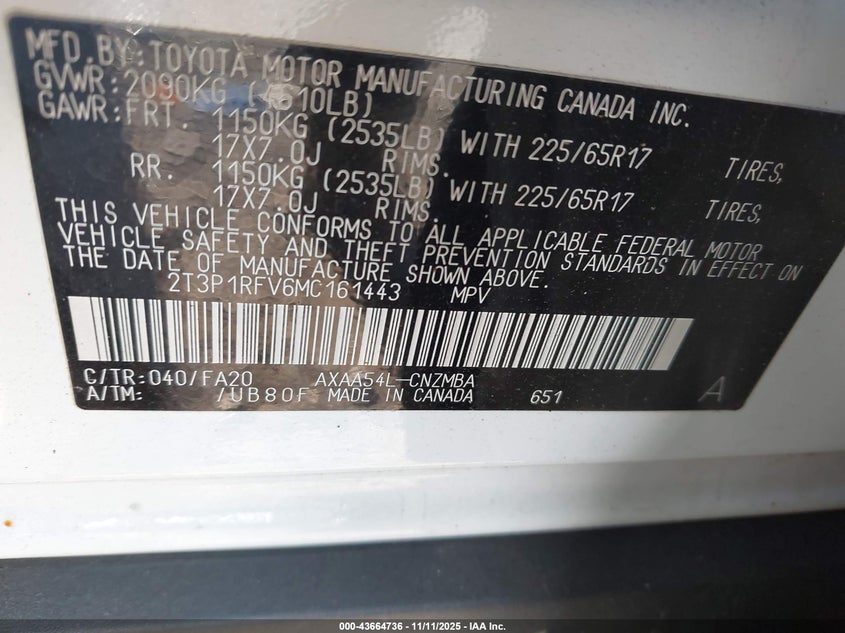 MFD. BY: TOYOTA MOTOR MANUFACTURING CANADA INC.
GVWR: 2090KG (4610LB)
GAWR: FRT. 1150KG (2535LB) WITH 225/65R17 TIRES,
17X7.0J RIMS.
RR. 1150KG (2535LB) WITH 225/65R17 TIRES,
17X7.0J RIMS.
THIS VEHICLE CONFORMS TO ALL APPLICABLE FEDERAL MOTOR
VEHICLE SAFETY AND THEFT PREVENTION STANDARDS IN EFFECT ON
THE DATE OF MANUFACTURE SHOWN ABOVE.
2T3P1RFV6MC161443 MPV
C/TR: 040/FA20 AXAA54L-CNZMBA
A/TM: /UB80F MADE IN CANADA 651 A
000-43664736 - 11/11/2025 - IAA Inc.